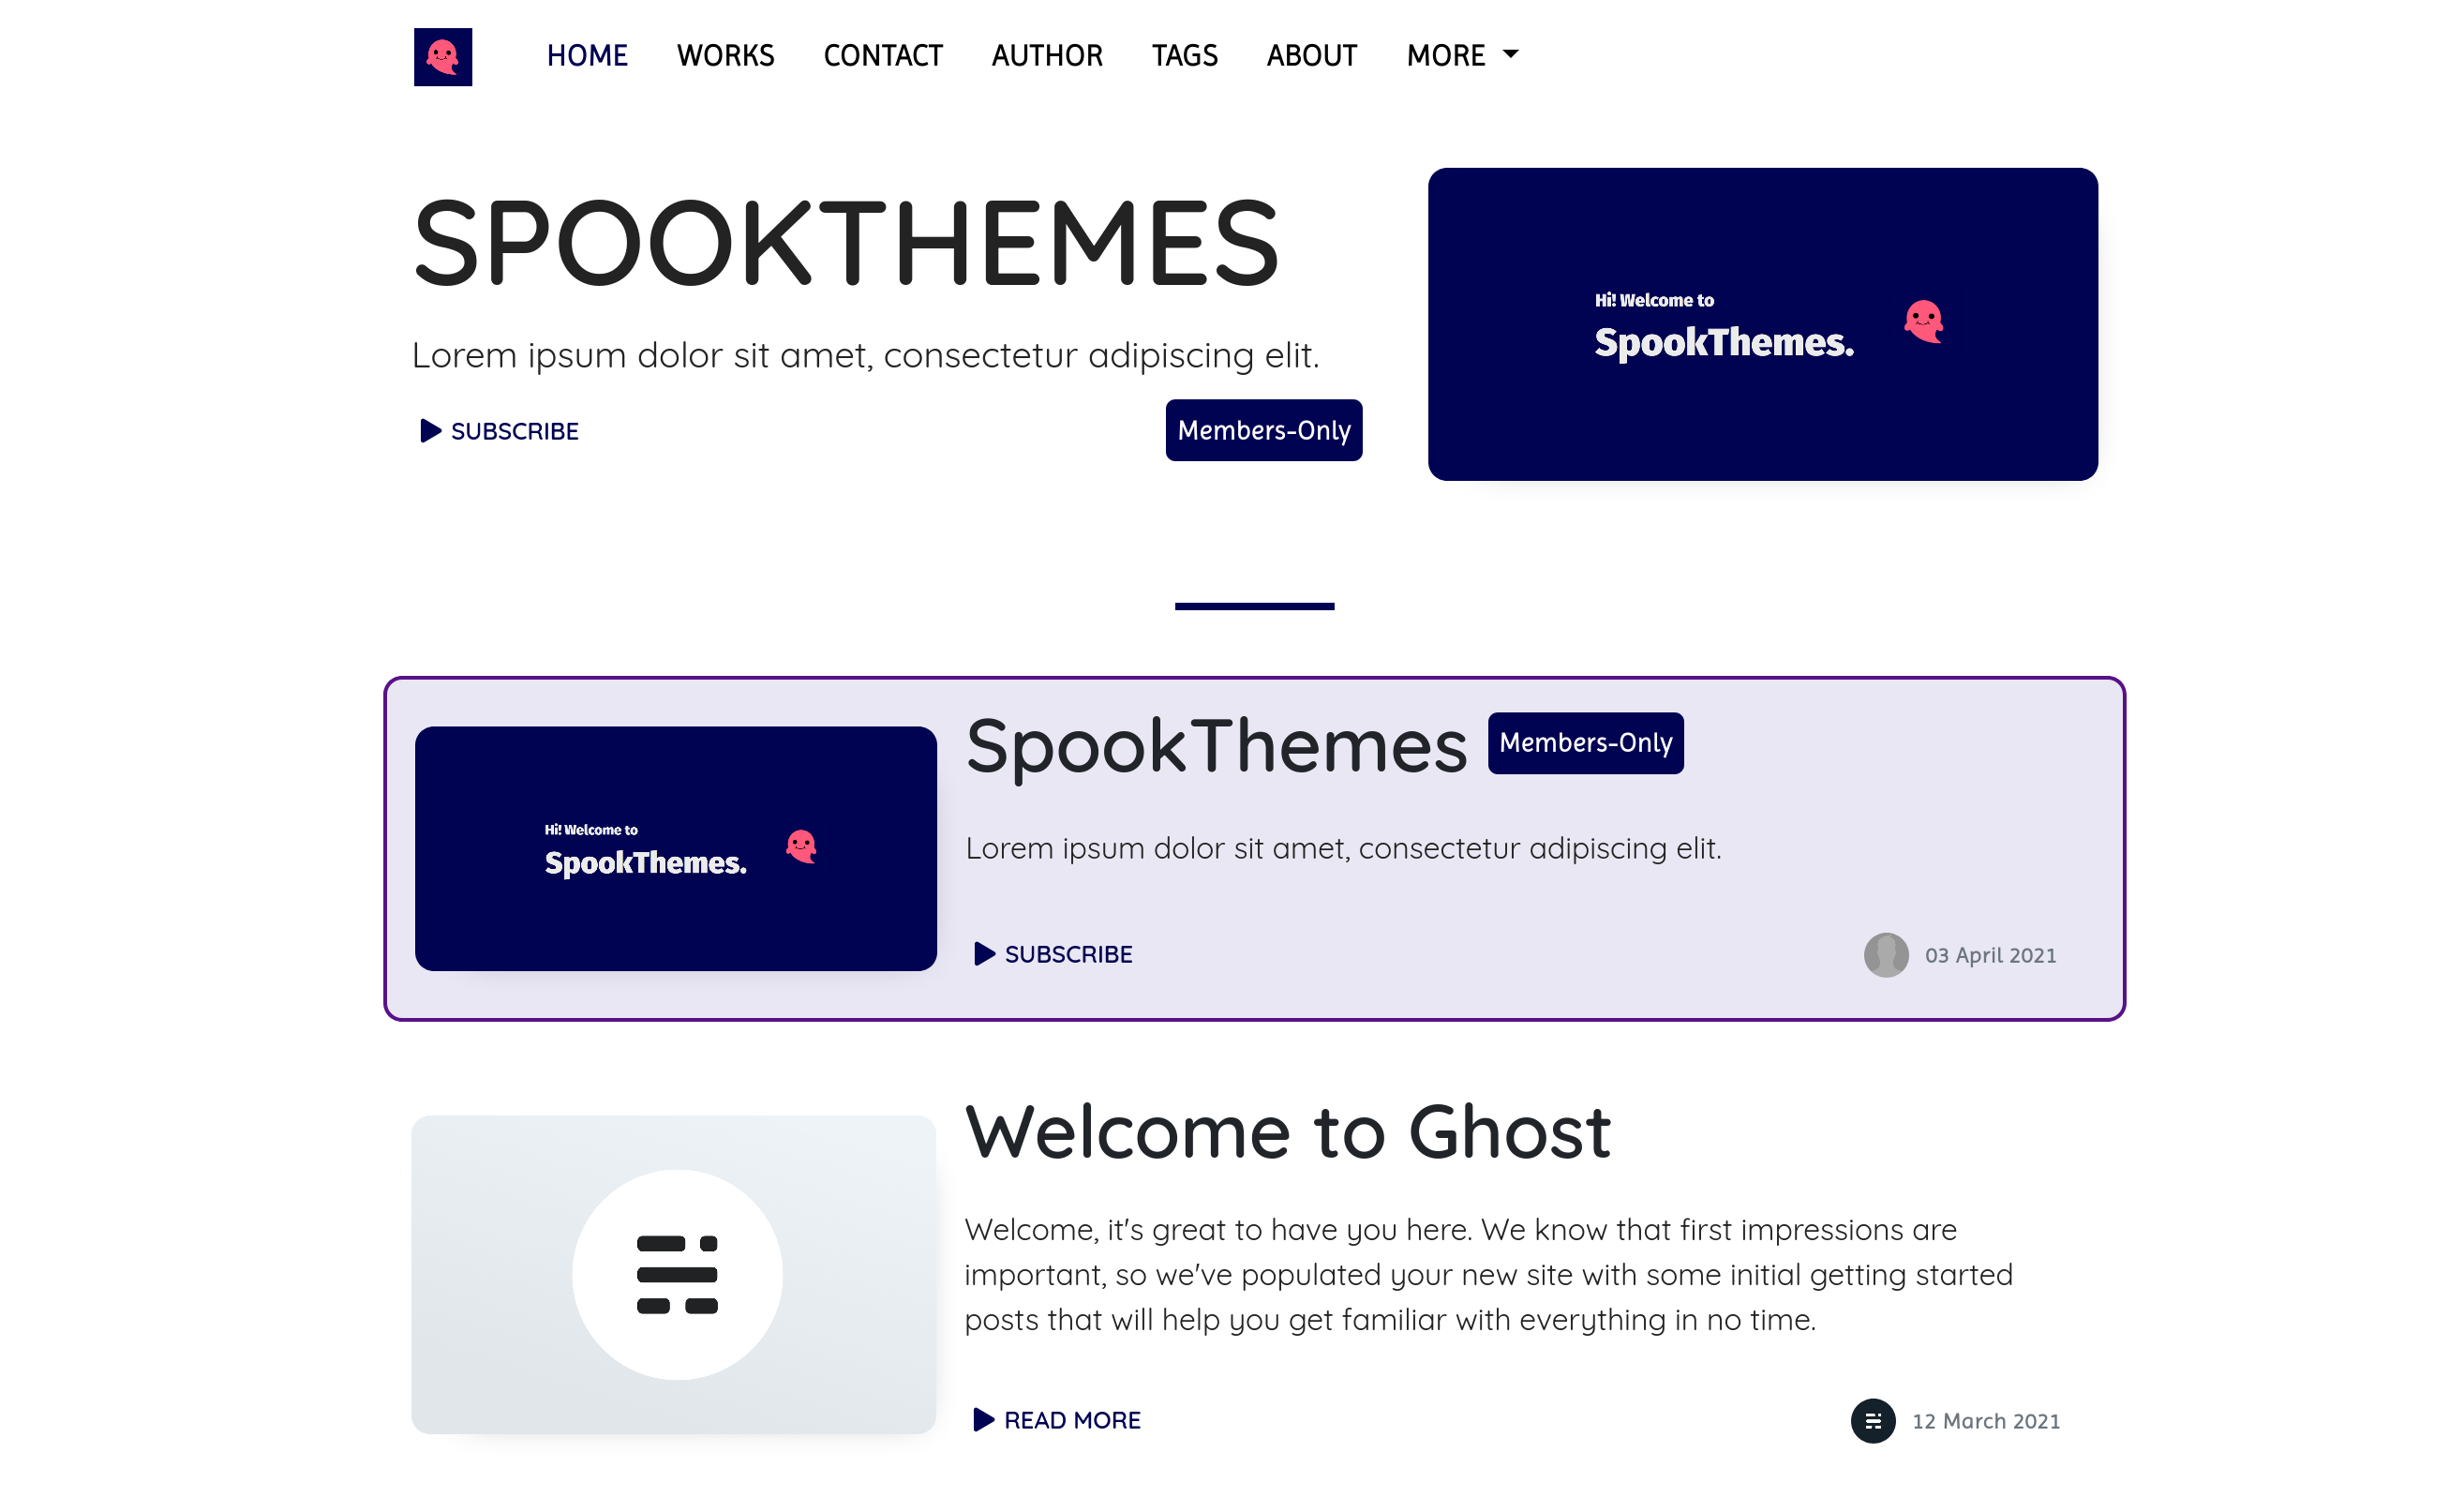 HOME WORKS CONTACT AUTHOR TAGS ABOUT MORE
SPOOKTHEMES
Lorem ipsum dolor sit amet, consectetur adipiscing elit.
SUBSCRIBE
Members-Only
Hi! Welcome to
SpookThemes.
Hi! Welcome to
SpookThemes.
SpookThemes
Members-Only
Lorem ipsum dolor sit amet, consectetur adipiscing elit.
SUBSCRIBE
03 April 2021
Welcome to Ghost
Welcome, it's great to have you here. We know that first impressions are
important, so we've populated your new site with some initial getting started
posts that will help you get familiar with everything in no time.
READ MORE
12 March 2021